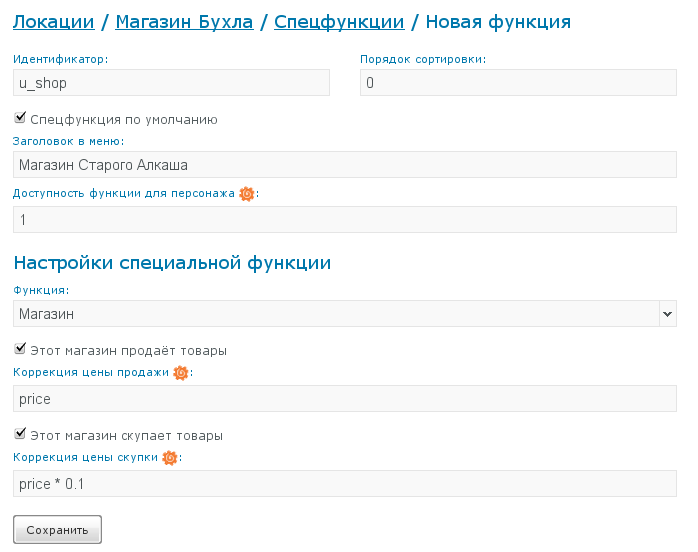 Локации / Магазин Бухла / Спецфункции / Новая функция
Идентификатор: Порядок сортировки:
u_shop 0
Спецфункция по умолчанию
Заголовок в меню:
Магазин Старого Алкаша
Доступность функции для персонажа :
1
Настройки специальной функции
Функция:
Магазин
Этот магазин продаёт товары
Коррекция цены продажи :
price
Этот магазин скупает товары
Коррекция цены скупки :
price * 0.1
Сохранить